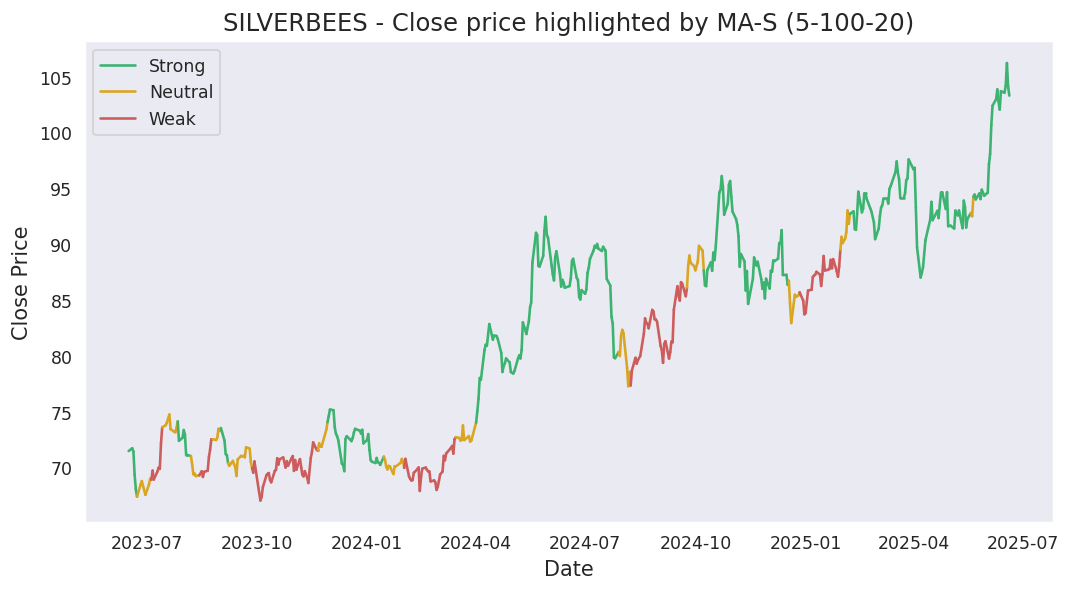 SILVERBEES - Close price highlighted by MA-S (5-100-20)
Strong
Neutral
Weak
105
100
95
90
85
80
75
70
Close Price
2023-07 2023-10 2024-01 2024-04 2024-07 2024-10 2025-01 2025-04 2025-07
Date